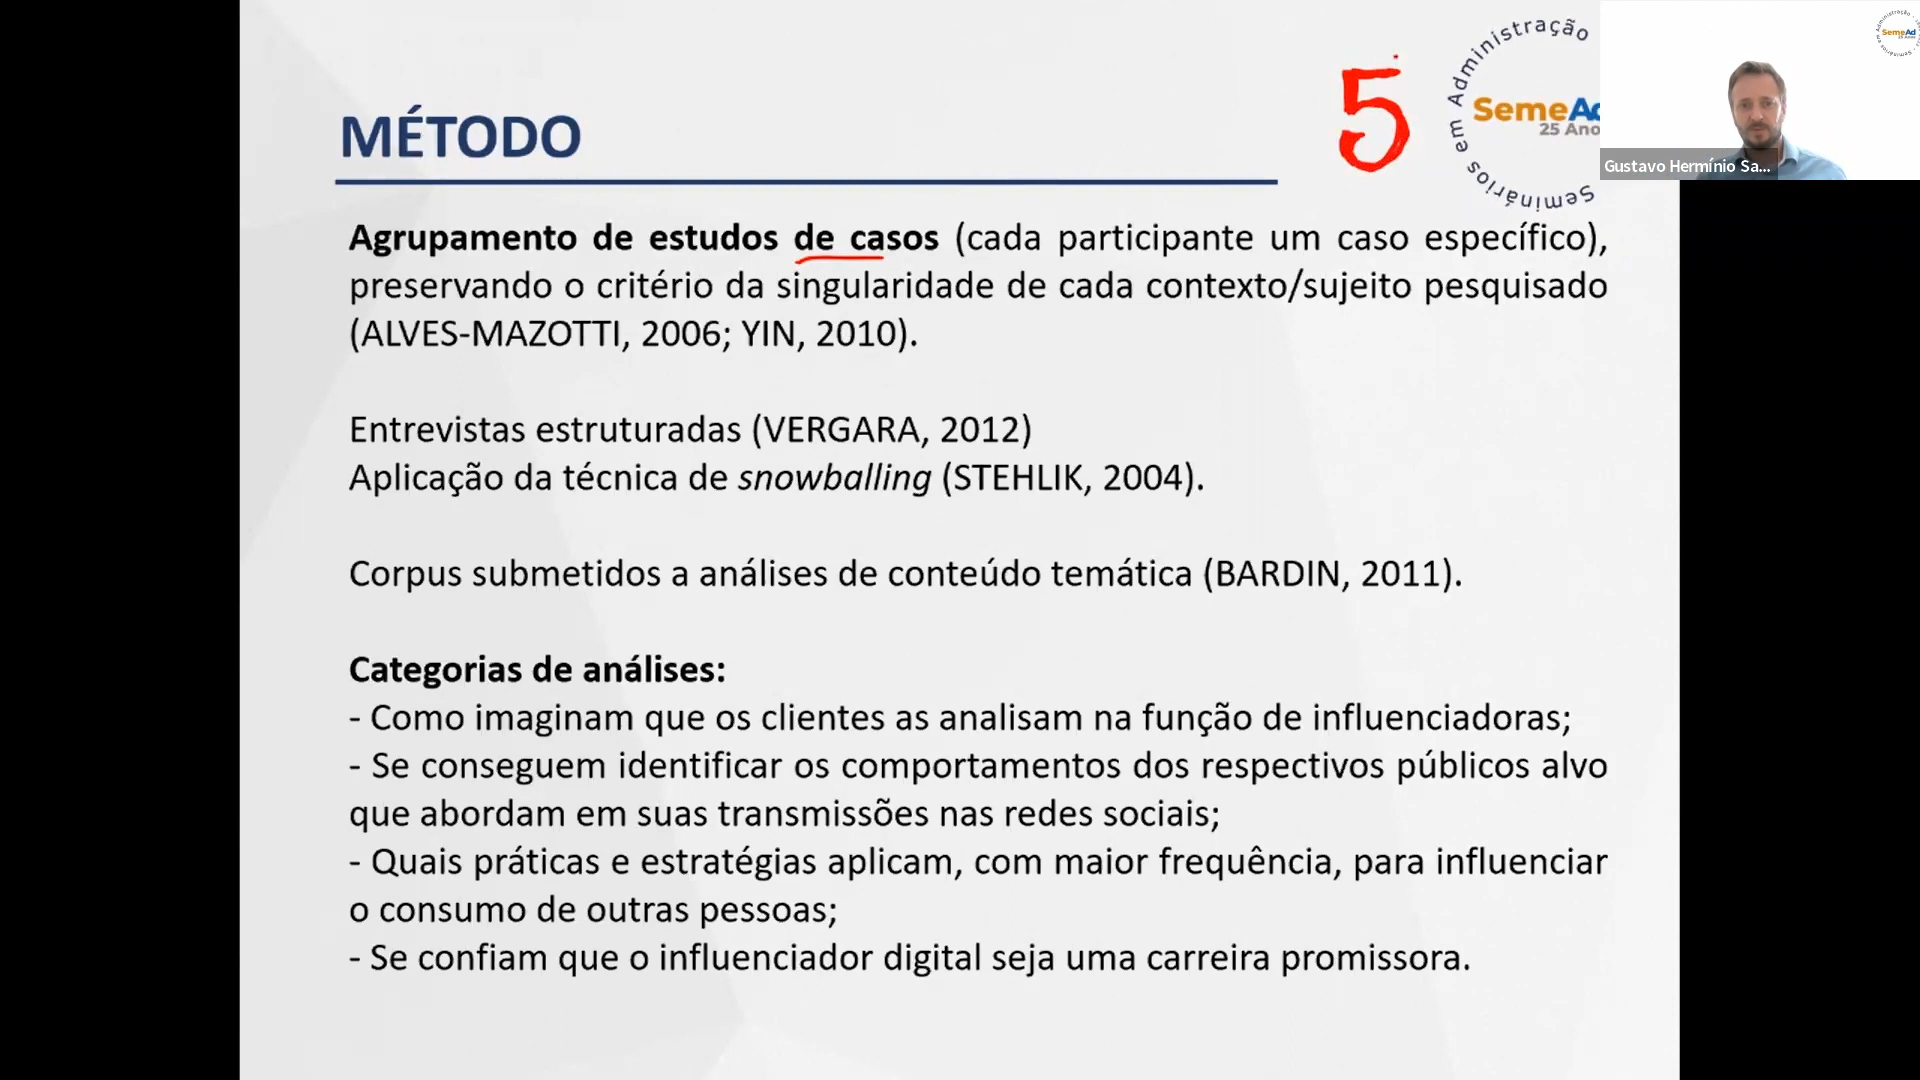 MÉTODO
5
Seminários em Administração
SemeAd
25 Ano
SemeAd
Gustavo Hermínio Sa...
Agrupamento de estudos de casos (cada participante um caso específico),
preservando o critério da singularidade de cada contexto/sujeito pesquisado
(ALVES-MAZOTTI, 2006; YIN, 2010).
Entrevistas estruturadas (VERGARA, 2012)
Aplicação da técnica de snowballing (STEHLIK, 2004).
Corpus submetidos a análises de conteúdo temática (BARDIN, 2011).
Categorias de análises:
- Como imaginam que os clientes as analisam na função de influenciadoras;
- Se conseguem identificar os comportamentos dos respectivos públicos alvo
que abordam em suas transmissões nas redes sociais;
- Quais práticas e estratégias aplicam, com maior frequência, para influenciar
o consumo de outras pessoas;
- Se confiam que o influenciador digital seja uma carreira promissora.